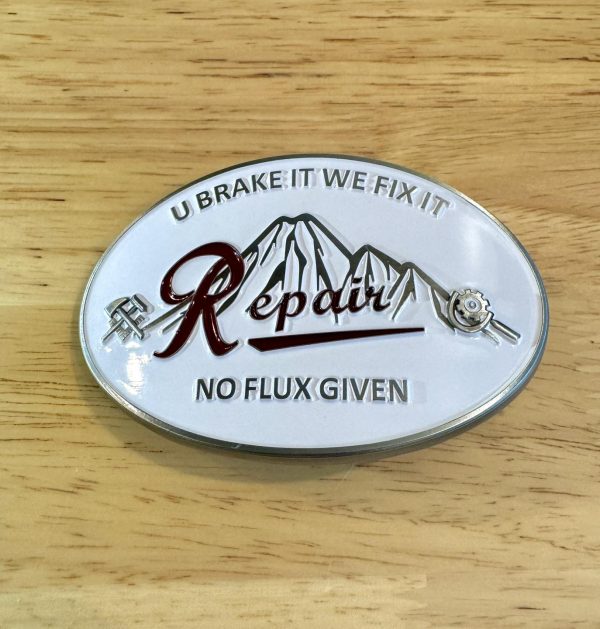 U BRAKE IT WE FIX IT
Repair
NO FLUX GIVEN